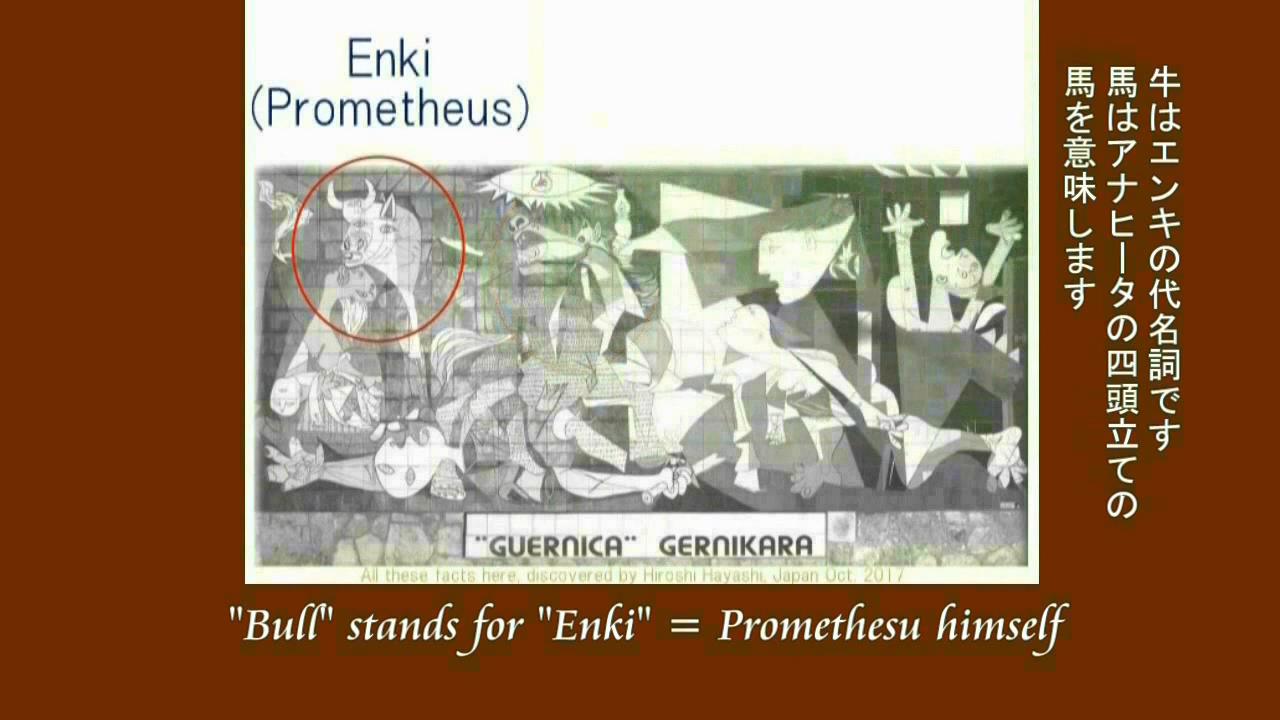 Enki
(Prometheus)
牛はエンキの代名詞です
馬はアナヒータの四頭立ての
馬を意味します
"GUERNICA" GERNIKARA
All these facts here, discovered by Hiroshi Hayashi, Japan Oct. 2017
"Bull" stands for "Enki" = Promethesu himself